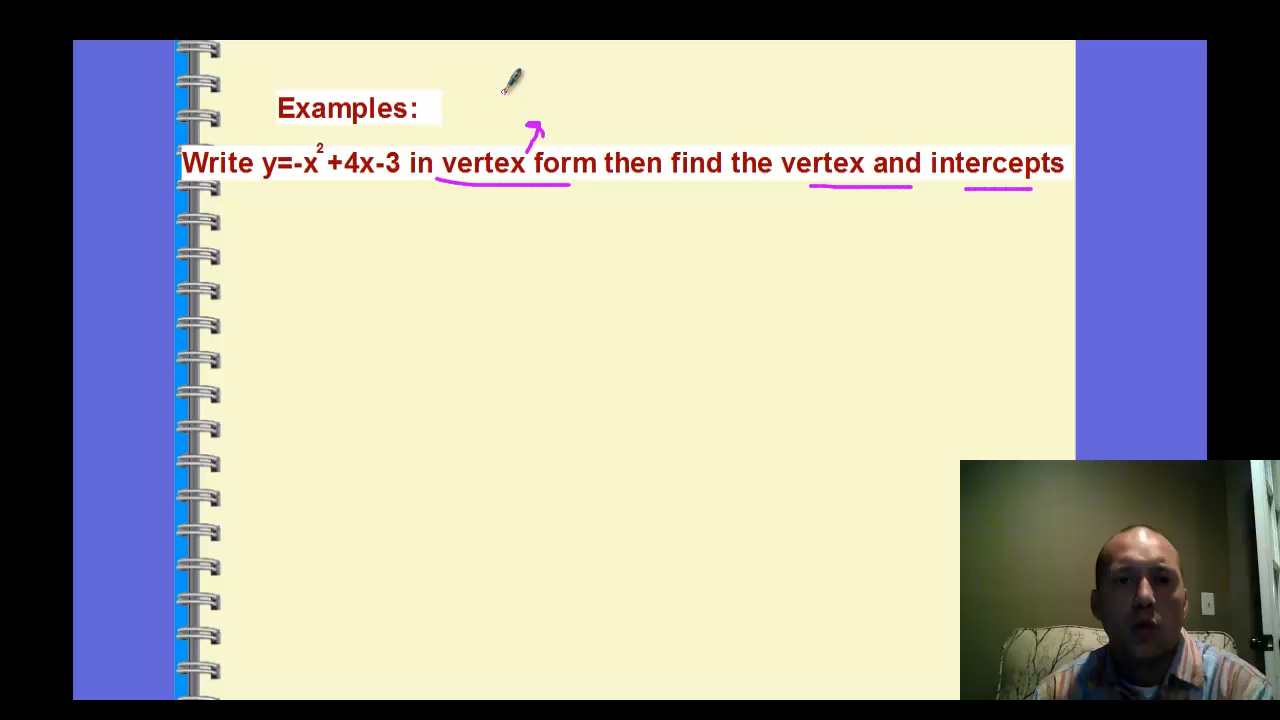 Examples:
Write y=-x²+4x-3 in vertex form then find the vertex and intercepts